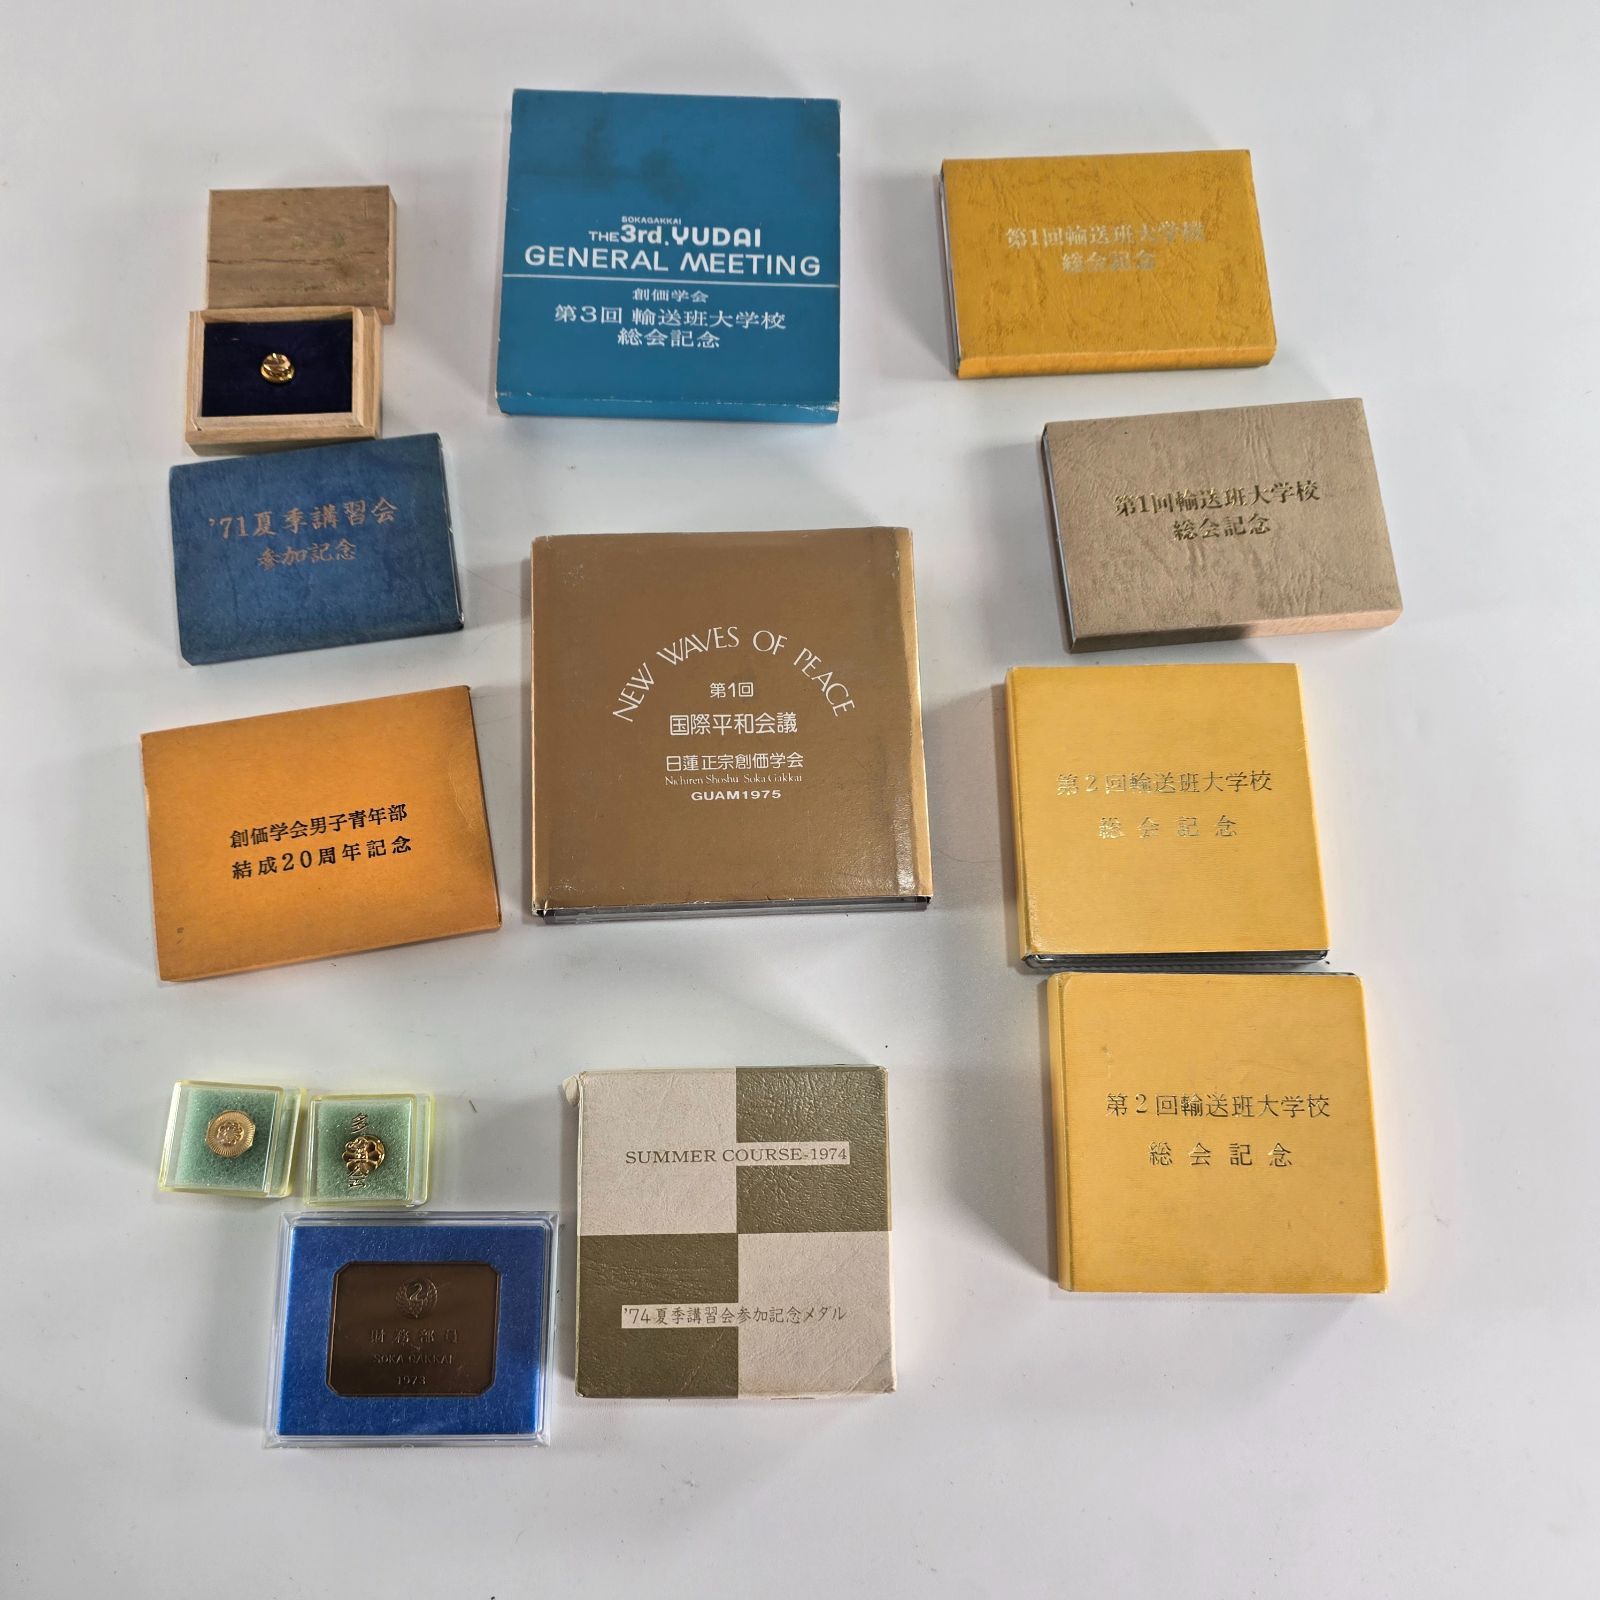 SOKAGAKKAI
THE 3rd. YUDAI
GENERAL MEETING
創価学会
第3回 輸送班大学校
総会記念
第1回輸送班大学校
総会記念
'71夏季講習会
参加記念
第1回輸送班大学校
総会記念
NEW WAVES OF PEACE
第1回
国際平和会議
日蓮正宗創価学会
Nichiren Shoshu Soka Gakkai
GUAM1975
創価学会男子青年部
結成20周年記念
第2回輸送班大学校
総会記念
第2回輸送班大学校
総会記念
SUMMER COURSE-1974
'74夏季講習会参加記念メダル
2
財務部員
SOKA GAKKAI
1973